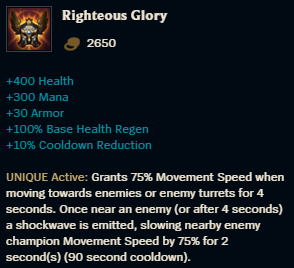 Righteous Glory
2650
+400 Health
+300 Mana
+30 Armor
+100% Base Health Regen
+10% Cooldown Reduction
UNIQUE Active: Grants 75% Movement Speed when
moving towards enemies or enemy turrets for 4
seconds. Once near an enemy (or after 4 seconds)
a shockwave is emitted, slowing nearby enemy
champion Movement Speed by 75% for 2
second(s) (90 second cooldown).